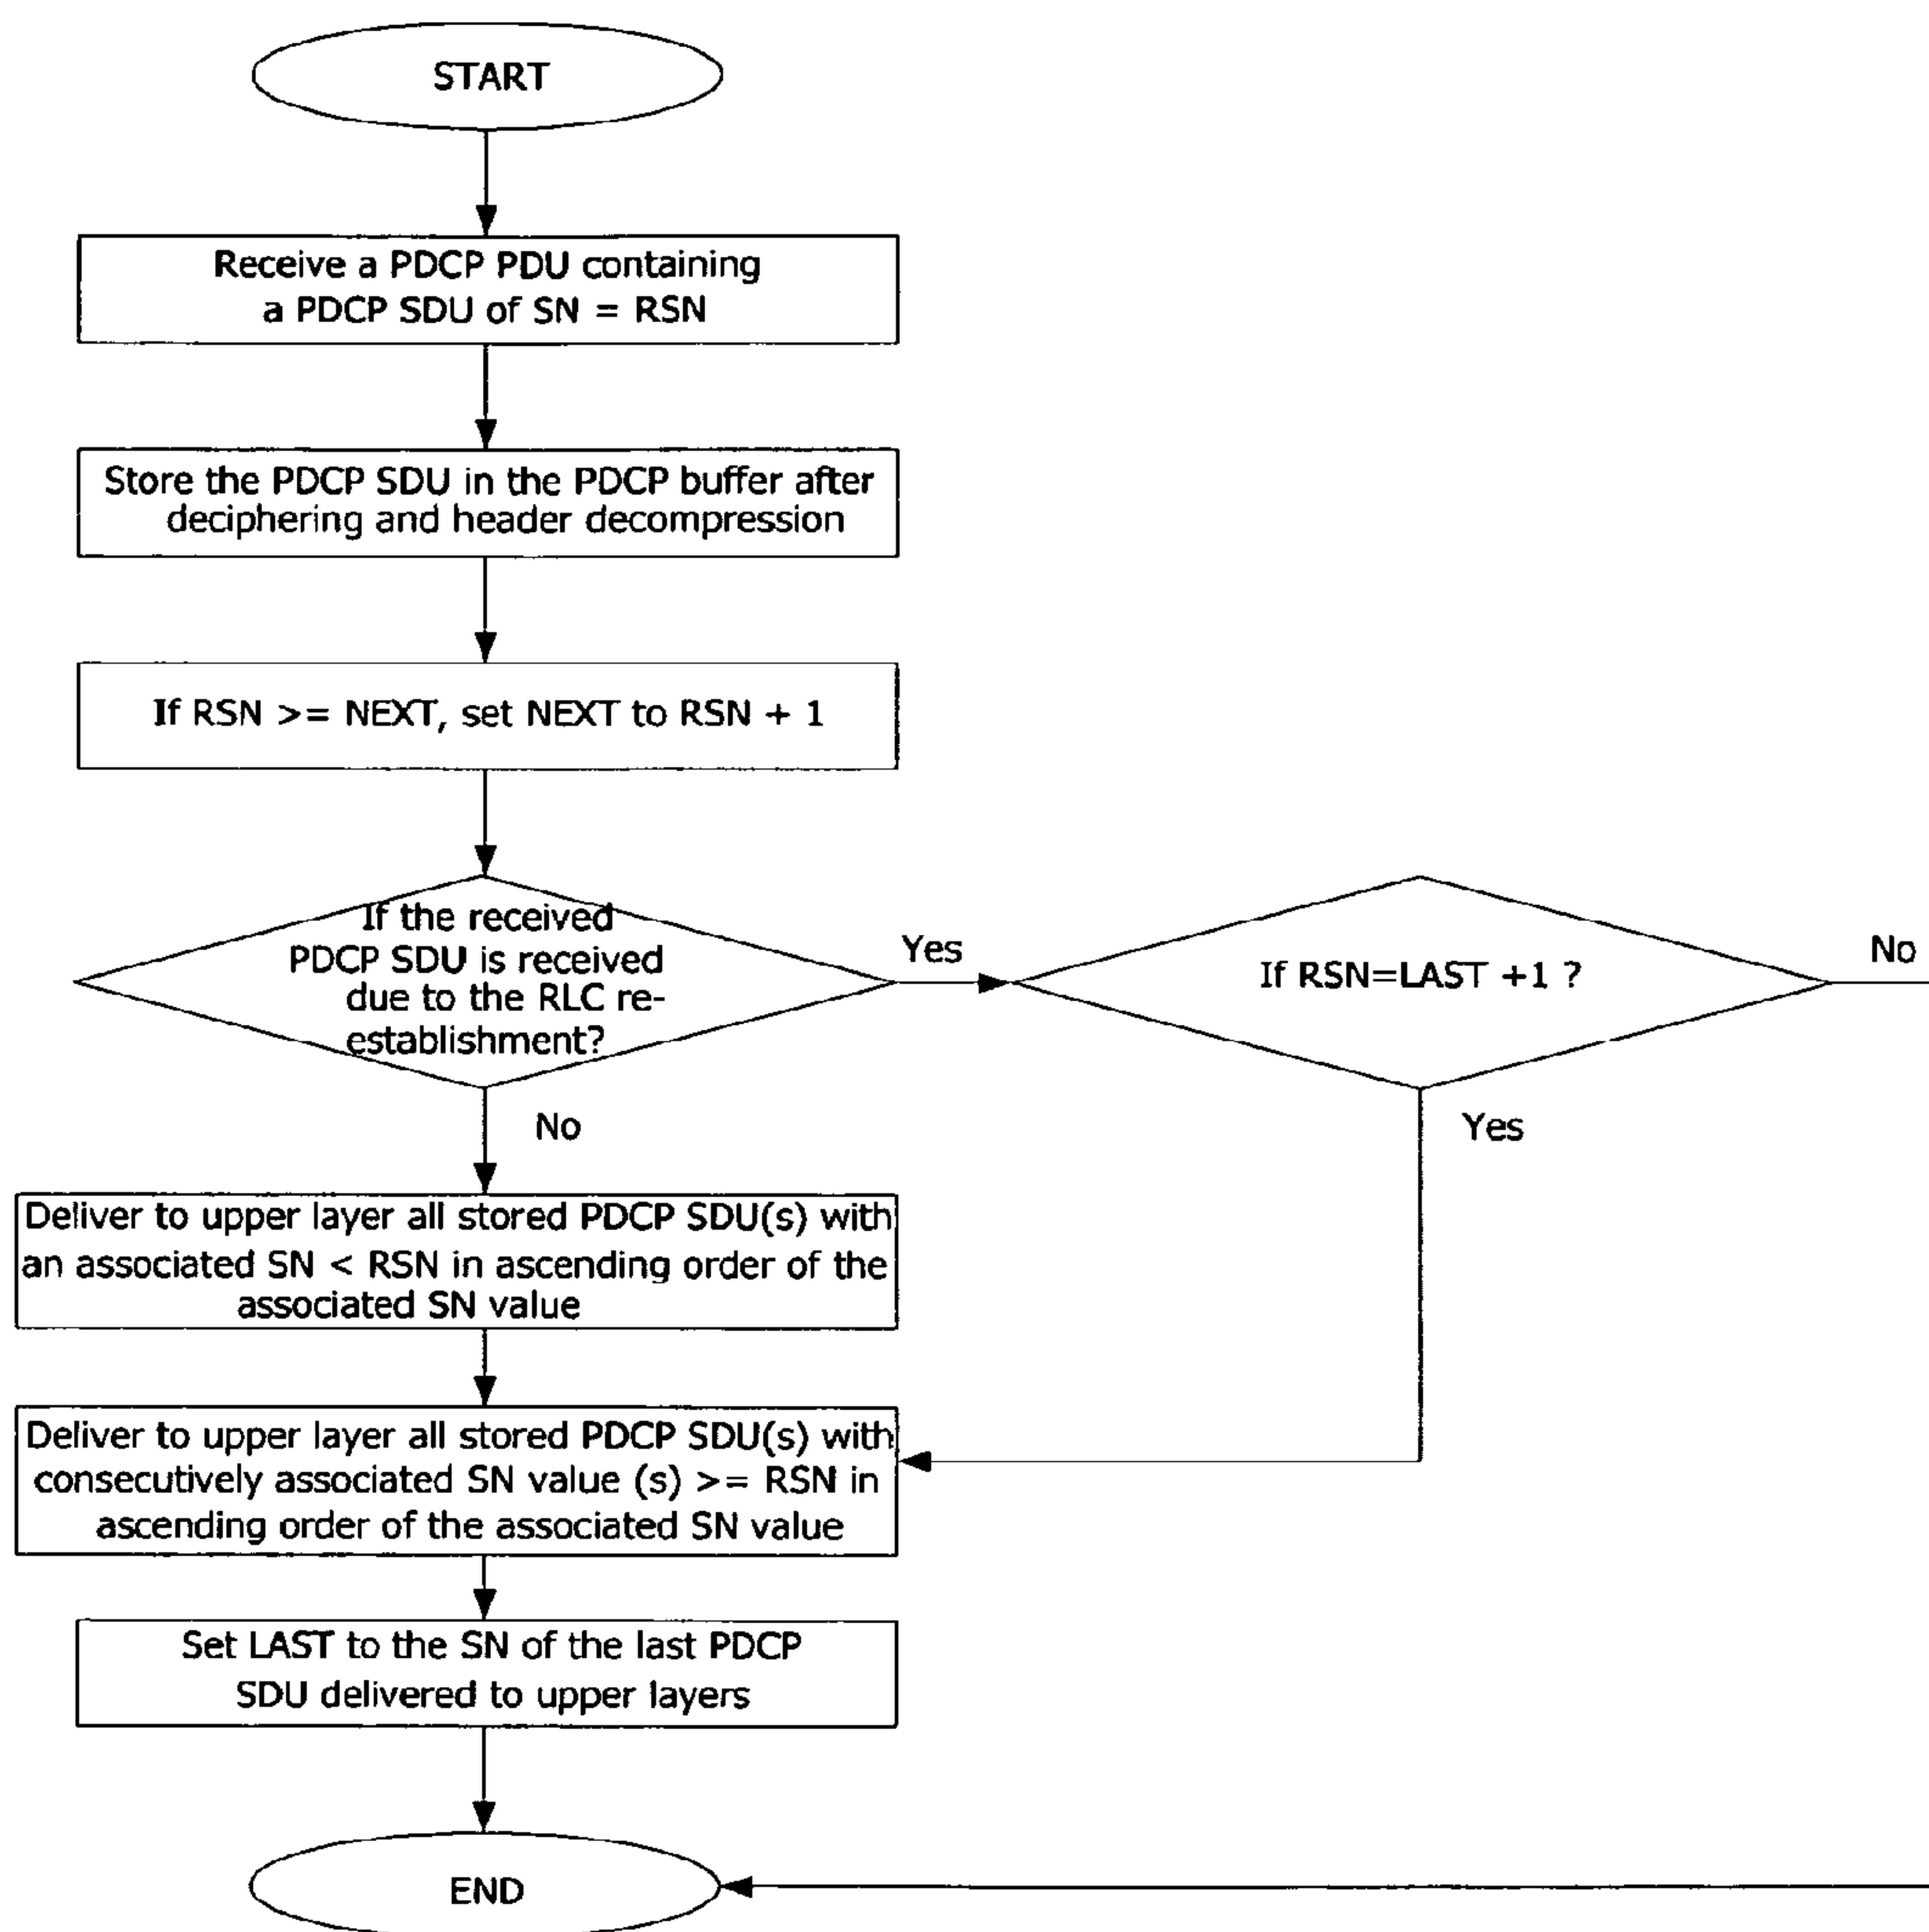 START
Receive a PDCP PDU containing
a PDCP SDU of SN = RSN
Store the PDCP SDU in the PDCP buffer after
deciphering and header decompression
If RSN >= NEXT, set NEXT to RSN + 1
If the received
PDCP SDU is received
due to the RLC re-
establishment?
Yes
If RSN=LAST +1 ?
No
No
Yes
Deliver to upper layer all stored PDCP SDU(s) with
an associated SN < RSN in ascending order of the
associated SN value
Deliver to upper layer all stored PDCP SDU(s) with
consecutively associated SN value (s) >= RSN in
ascending order of the associated SN value
Set LAST to the SN of the last PDCP
SDU delivered to upper layers
END